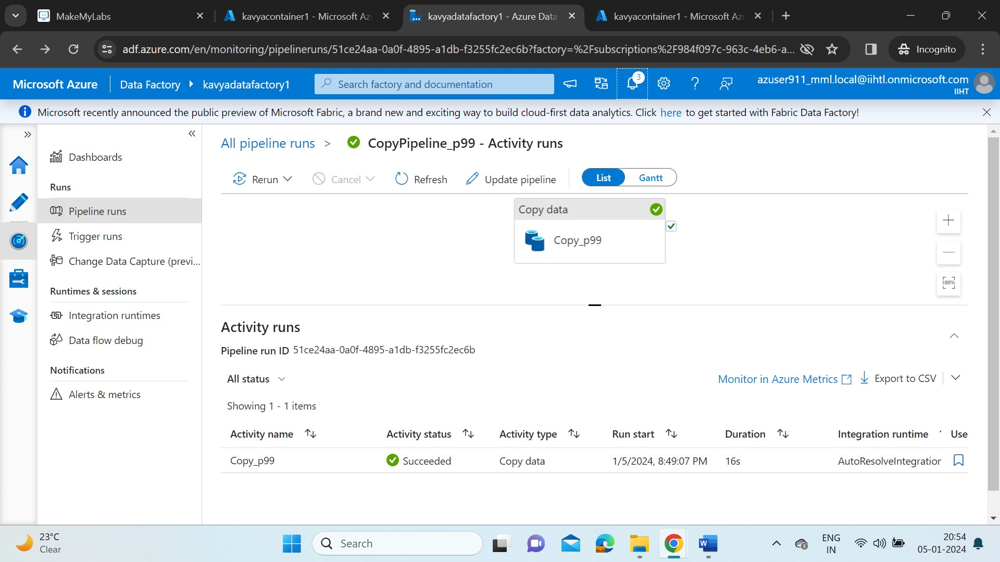 MakeMyLabs
kavyacontainer1 - Microsoft Az
kavyadatafactory1 - Azure Data
kavyacontainer1 - Microsoft Az
adf.azure.com/en/monitoring/pipelineruns/51ce24aa-0a0f-4895-a1db-f3255fc2ec6b?factory=%2Fsubscriptions%2F984f097c-963c-4eb6-a...
Incognito
Microsoft Azure
Data Factory
kavyadatafactory1
Search factory and documentation
3
azuser911_mml.local@iihtl.onmicrosoft.com
IIHT
Microsoft recently announced the public preview of Microsoft Fabric, a brand new and exciting way to build cloud-first data analytics. Click here to get started with Fabric Data Factory!
Dashboards
Runs
Pipeline runs
Trigger runs
Change Data Capture (previ...
Runtimes & sessions
Integration runtimes
Data flow debug
Notifications
Alerts & metrics
All pipeline runs > CopyPipeline_p99 - Activity runs
Rerun
Cancel
Refresh
Update pipeline
List
Gantt
Copy data
Copy_p99
100%
Activity runs
Pipeline run ID 51ce24aa-0a0f-4895-a1db-f3255fc2ec6b
All status
Monitor in Azure Metrics
Export to CSV
Showing 1 - 1 items
Activity name Activity status Activity type Run start Duration Integration runtime Use
Copy_p99 Succeeded Copy data 1/5/2024, 8:49:07 PM 16s AutoResolveIntegration
23°C
Clear
Search
W
ENG
IN
20:54
05-01-2024